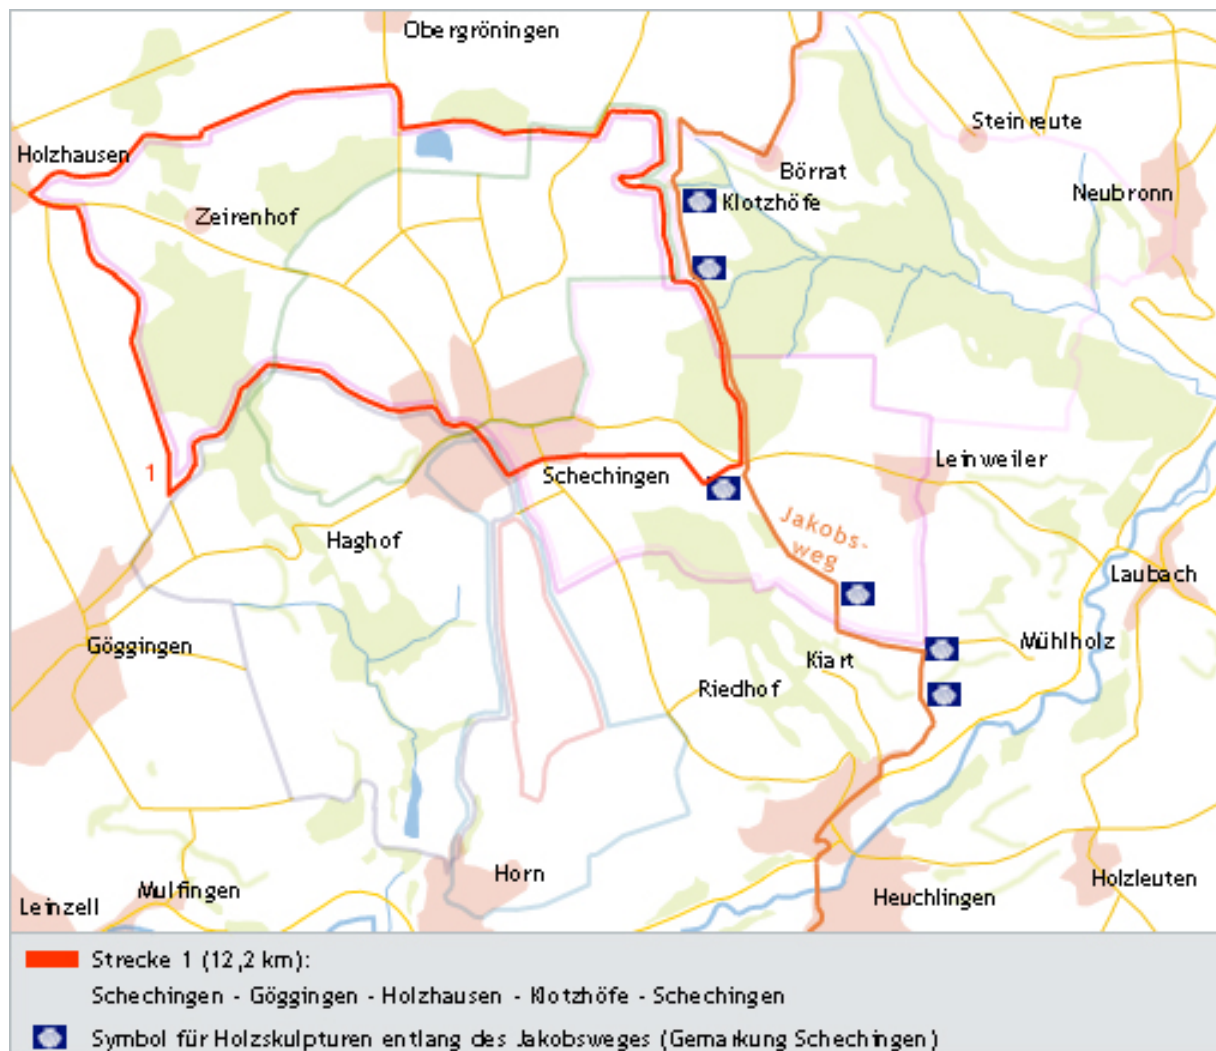 Obergröningen
Steinreute
Holzhausen
Börrat
Neubronn
Klotzhöfe
Zeirenhof
Leinweiler
1
Schechingen
Jakobs-
weg
Haghof
Laubach
Göggingen
Mühlholz
Kiart
Riedhof
Horn
Holzleuten
Mulfingen
Heuchlingen
Leinzell
Strecke 1 (12,2 km):
Schechingen - Göggingen - Holzhausen - Klotzhöfe - Schechingen
Symbol für Holzskulpturen entlang des Jakobsweges (Gemarkung Schechingen)